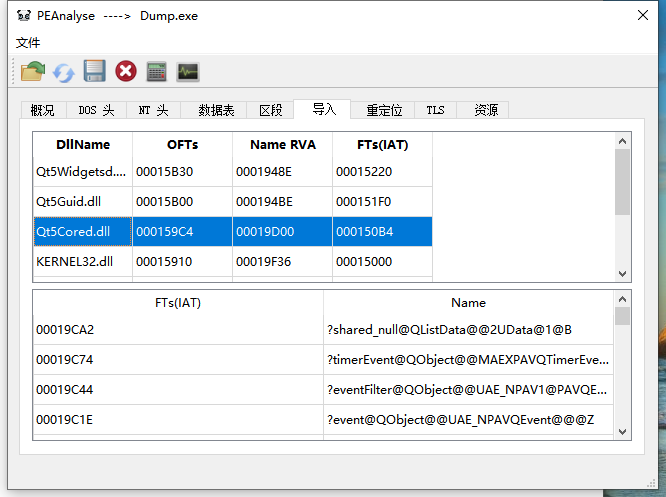 PEAnalyse ----> Dump.exe
文件
概况 DOS 头 NT 头 数据表 区段 导入 重定位 TLS 资源
DllName OFTs Name RVA FTs(IAT)
Qt5Widgetsd.... 00015B30 0001948E 00015220
Qt5Guid.dll 00015B00 000194BE 000151F0
Qt5Cored.dll 000159C4 00019D00 000150B4
KERNEL32.dll 00015910 00019F36 00015000
FTs(IAT) Name
00019CA2 ?shared_null@QListData@@2UData@1@B
00019C74 ?timerEvent@QObject@@MAEXPAVQTimerEve...
00019C44 ?eventFilter@QObject@@UAE_NPAV1@PAVQE...
00019C1E ?event@QObject@@UAE_NPAVQEvent@@@Z